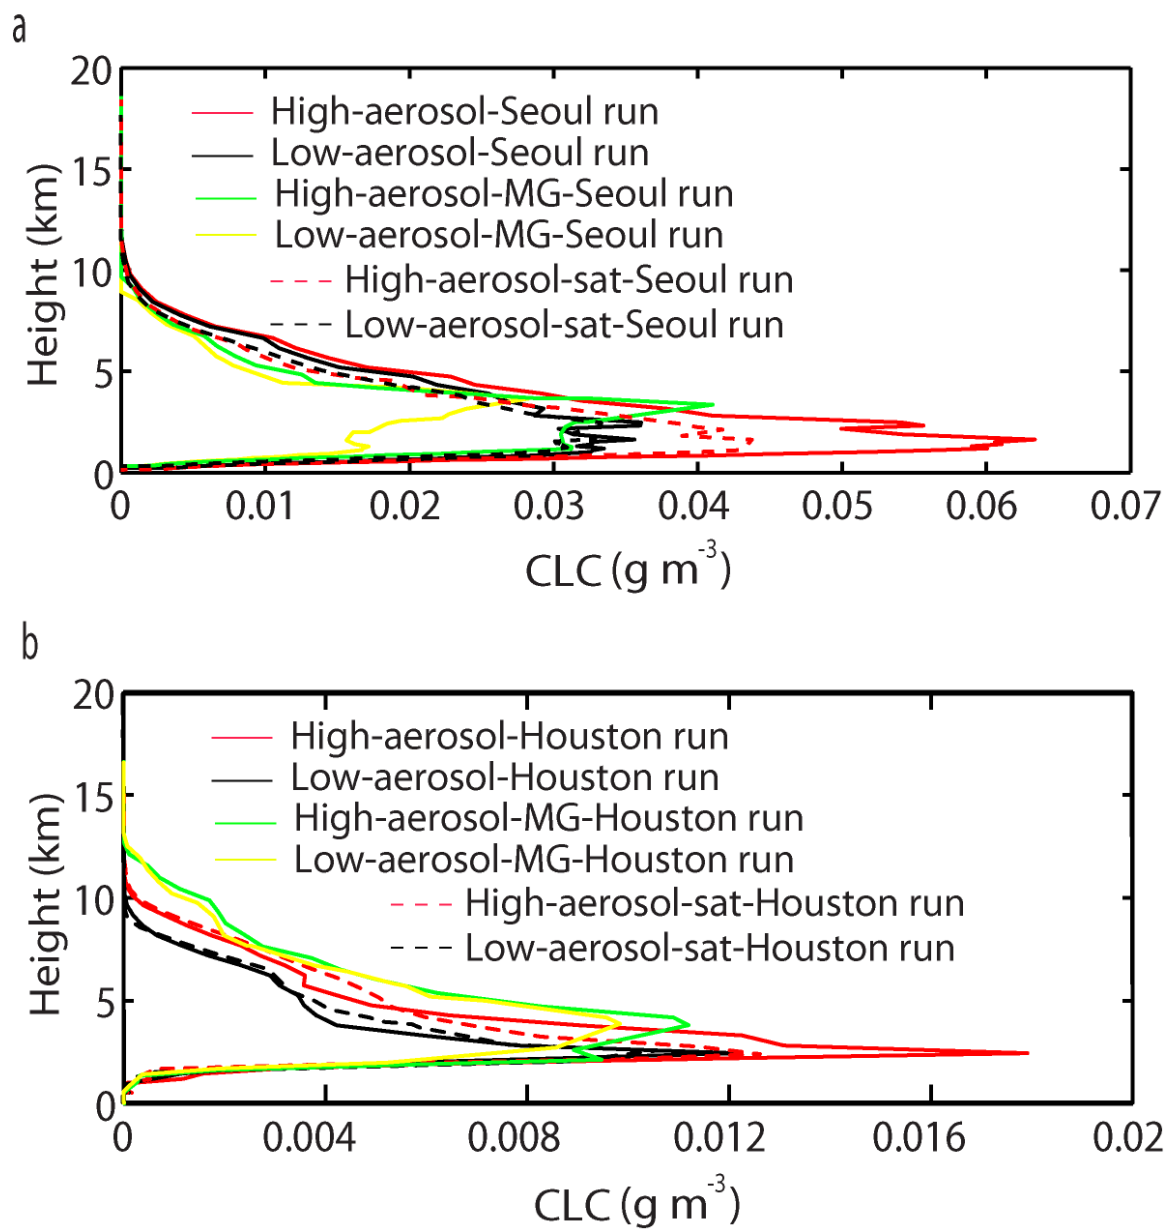 a
20
15
10
5
0
Height (km)
High-aerosol-Seoul run
Low-aerosol-Seoul run
High-aerosol-MG-Seoul run
Low-aerosol-MG-Seoul run
High-aerosol-sat-Seoul run
Low-aerosol-sat-Seoul run
0 0.01 0.02 0.03 0.04 0.05 0.06 0.07
CLC (g m-3)
b
20
15
10
5
0
Height (km)
High-aerosol-Houston run
Low-aerosol-Houston run
High-aerosol-MG-Houston run
Low-aerosol-MG-Houston run
High-aerosol-sat-Houston run
Low-aerosol-sat-Houston run
0 0.004 0.008 0.012 0.016 0.02
CLC (g m-3)